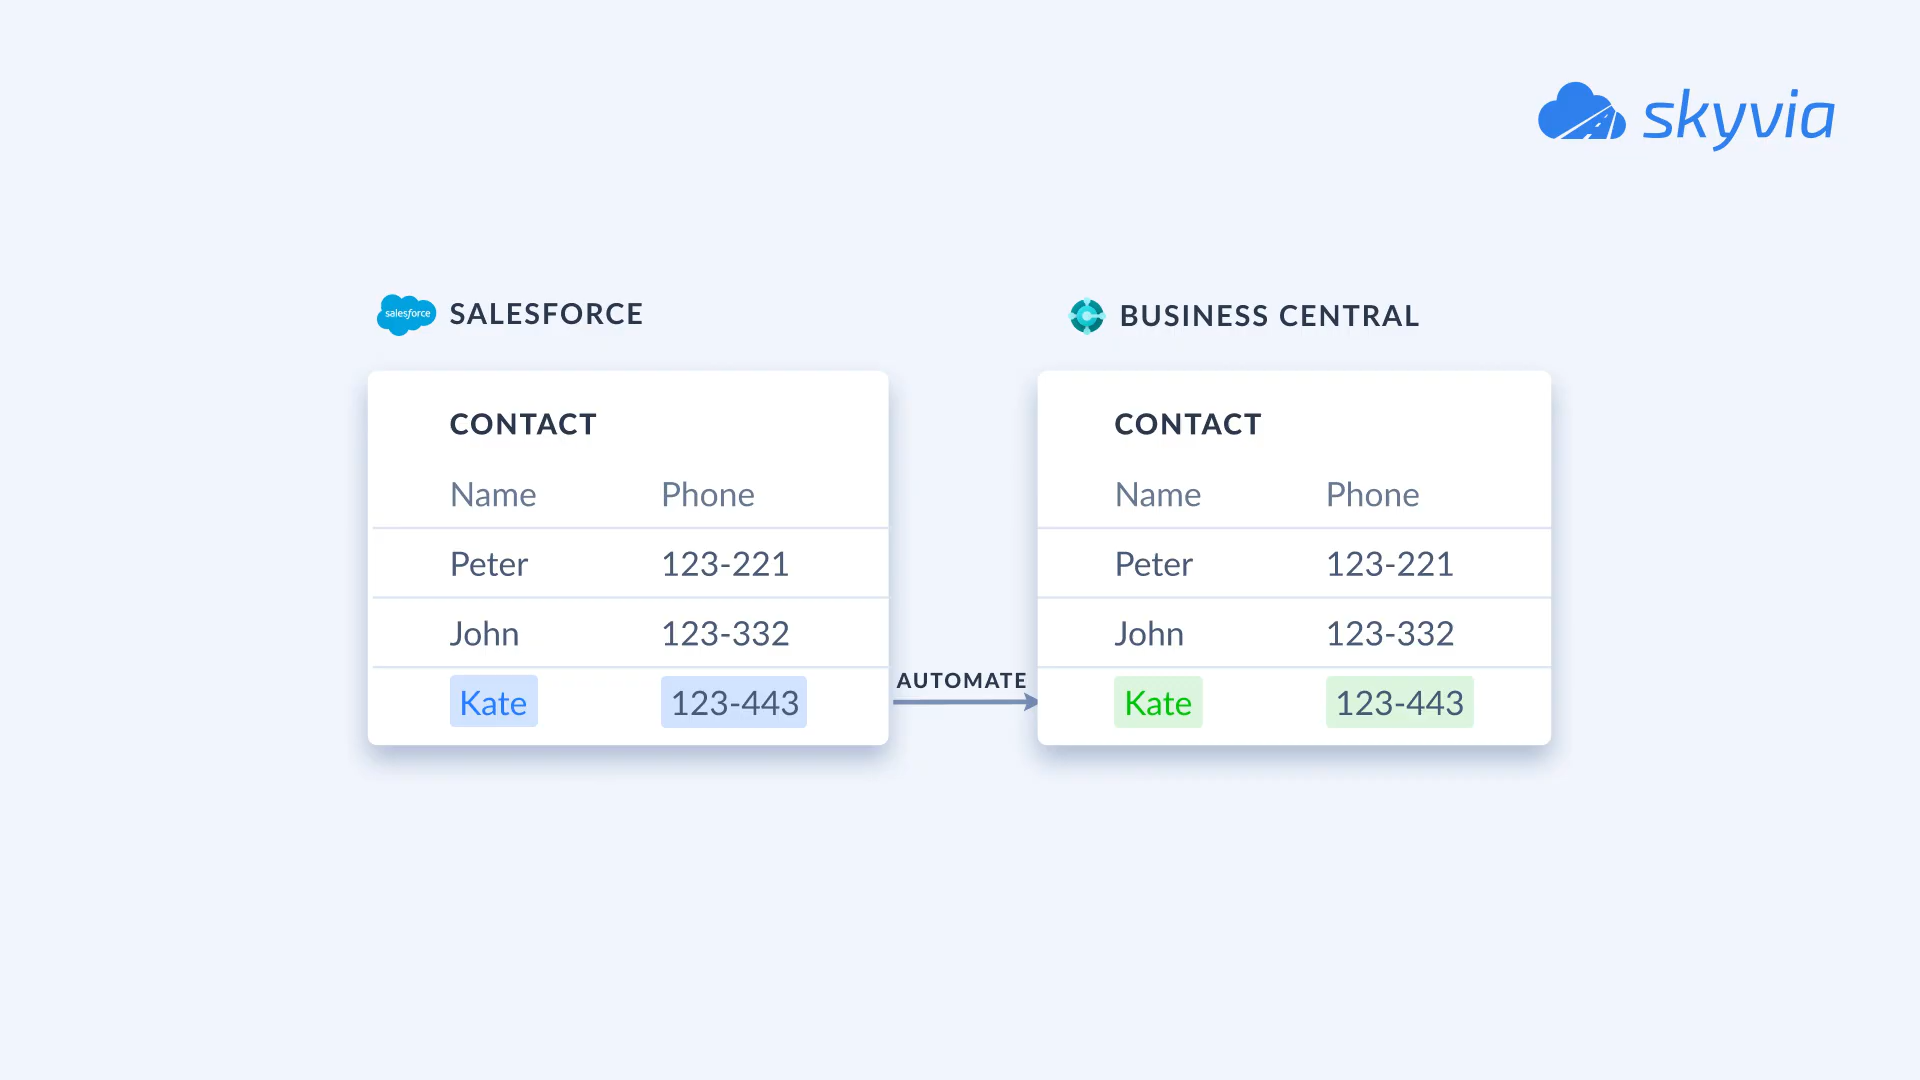 skyvia
salesforce SALESFORCE
BUSINESS CENTRAL
CONTACT
Name Phone
Peter 123-221
John 123-332
Kate 123-443
AUTOMATE
CONTACT
Name Phone
Peter 123-221
John 123-332
Kate 123-443